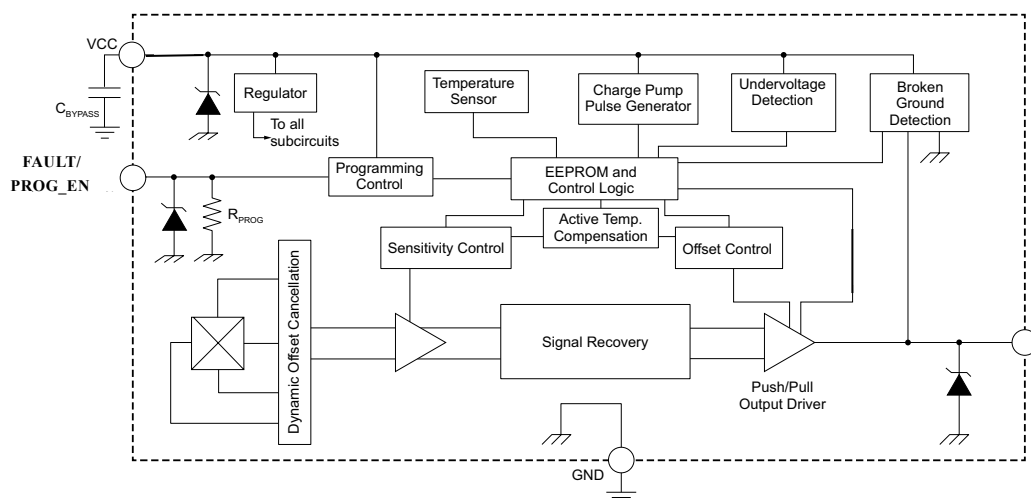 VCC
C_BYPASS
Regulator
To all
subcircuits
Temperature
Sensor
Charge Pump
Pulse Generator
Undervoltage
Detection
Broken
Ground
Detection
FAULT/
PROG_EN
R_PROG
Programming
Control
EEPROM and
Control Logic
Active Temp.
Compensation
Sensitivity Control
Offset Control
Dynamic Offset Cancellation
Signal Recovery
Push/Pull
Output Driver
GND